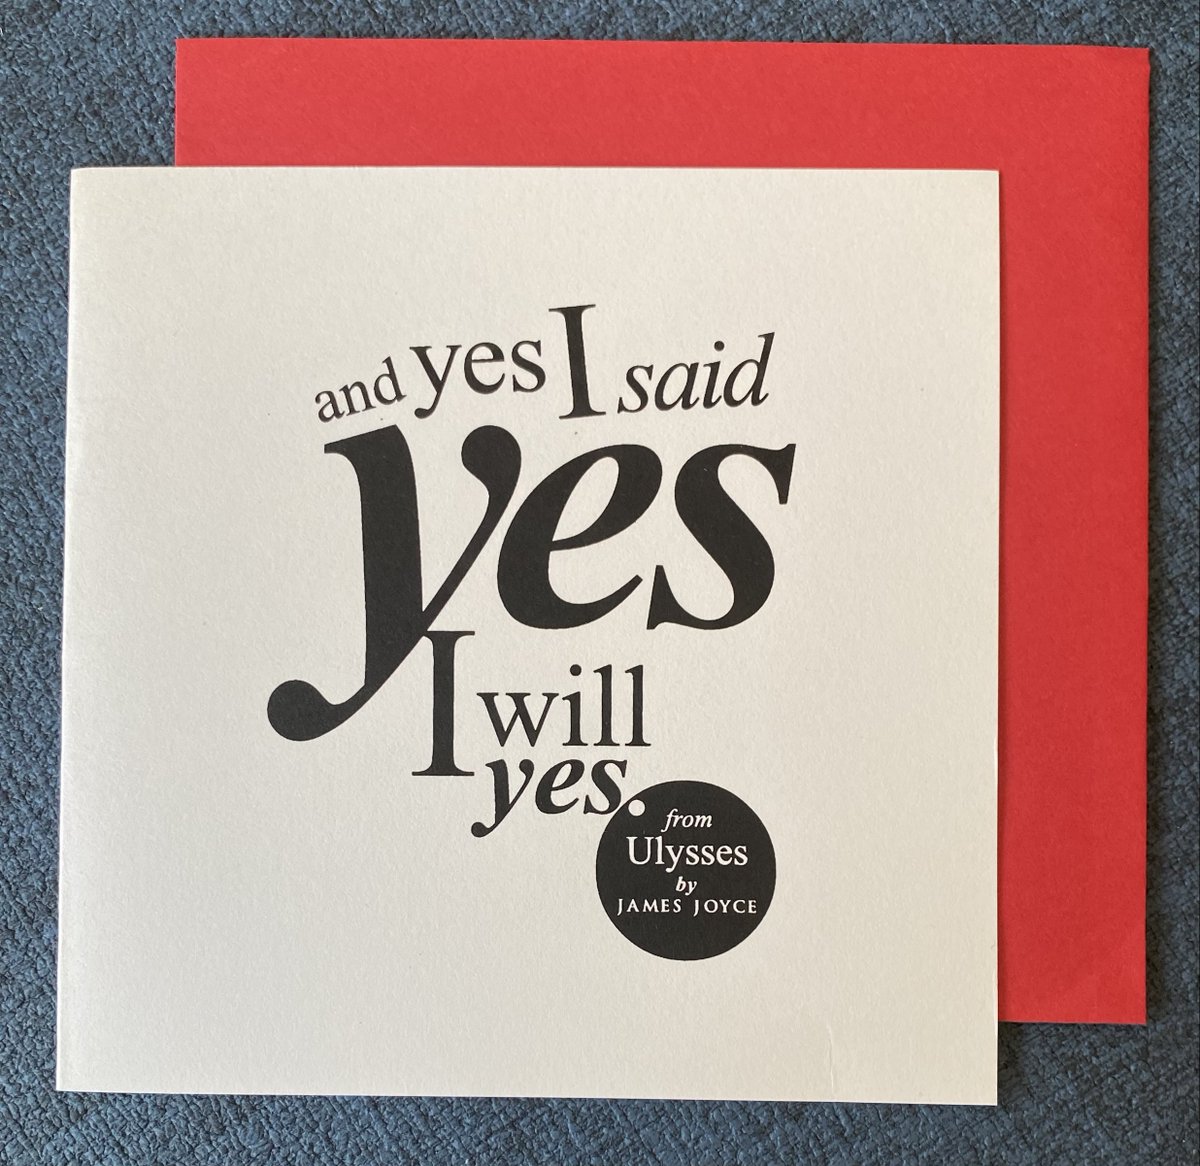 and yes I said
yes
I will
yes.
from
Ulysses
by
JAMES JOYCE